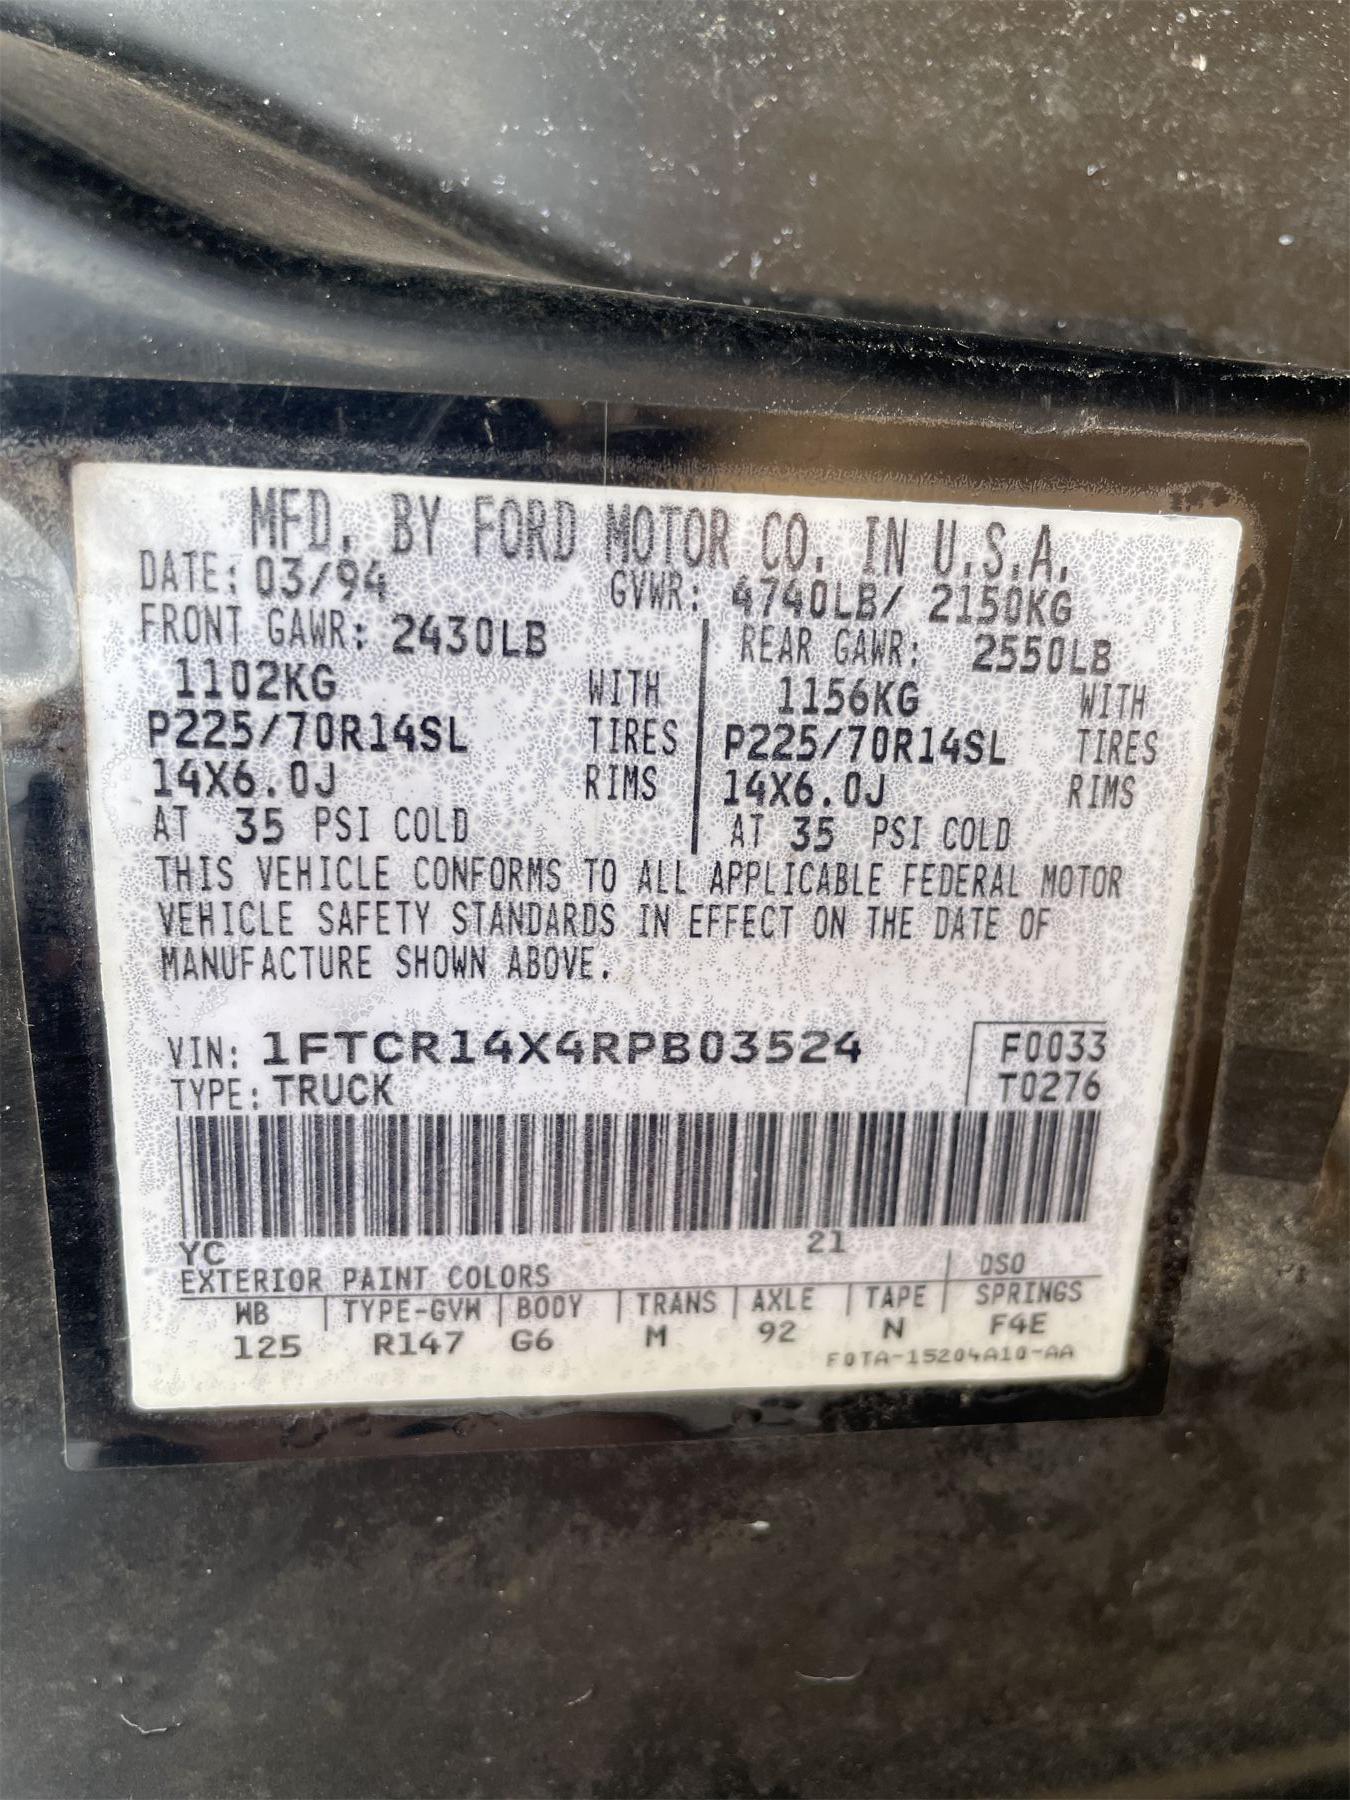 MFD. BY FORD MOTOR CO. IN U.S.A.
DATE: 03/94 GVWR: 4740LB/ 2150KG
FRONT GAWR: 2430LB REAR GAWR: 2550LB
1102KG WITH 1156KG WITH
P225/70R14SL TIRES P225/70R14SL TIRES
14X6.0J RIMS 14X6.0J RIMS
AT 35 PSI COLD AT 35 PSI COLD
THIS VEHICLE CONFORMS TO ALL APPLICABLE FEDERAL MOTOR
VEHICLE SAFETY STANDARDS IN EFFECT ON THE DATE OF
MANUFACTURE SHOWN ABOVE.
VIN: 1FTCR14X4RPB03524 F0033
TYPE: TRUCK T0276
YC 21
EXTERIOR PAINT COLORS DSO
WB TYPE-GVW BODY TRANS AXLE TAPE SPRINGS
125 R147 G6 M 92 N F4E
F0TA-15204A10-AA